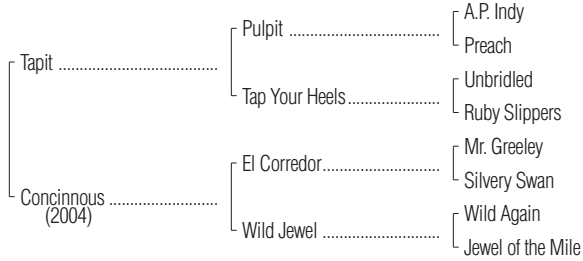 A.P. Indy
Pulpit
Preach
Tapit
Unbridled
Tap Your Heels
Ruby Slippers
Mr. Greeley
El Corredor
Silvery Swan
Concinnous
(2004)
Wild Again
Wild Jewel
Jewel of the Mile